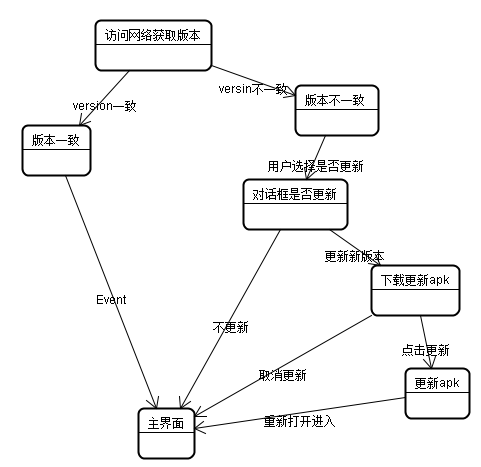 访问网络获取版本
version一致
versin不一致
版本不一致
版本一致
用户选择是否更新
对话框是否更新
更新新版本
下载更新apk
Event
不更新
点击更新
取消更新
更新apk
主界面
重新打开进入